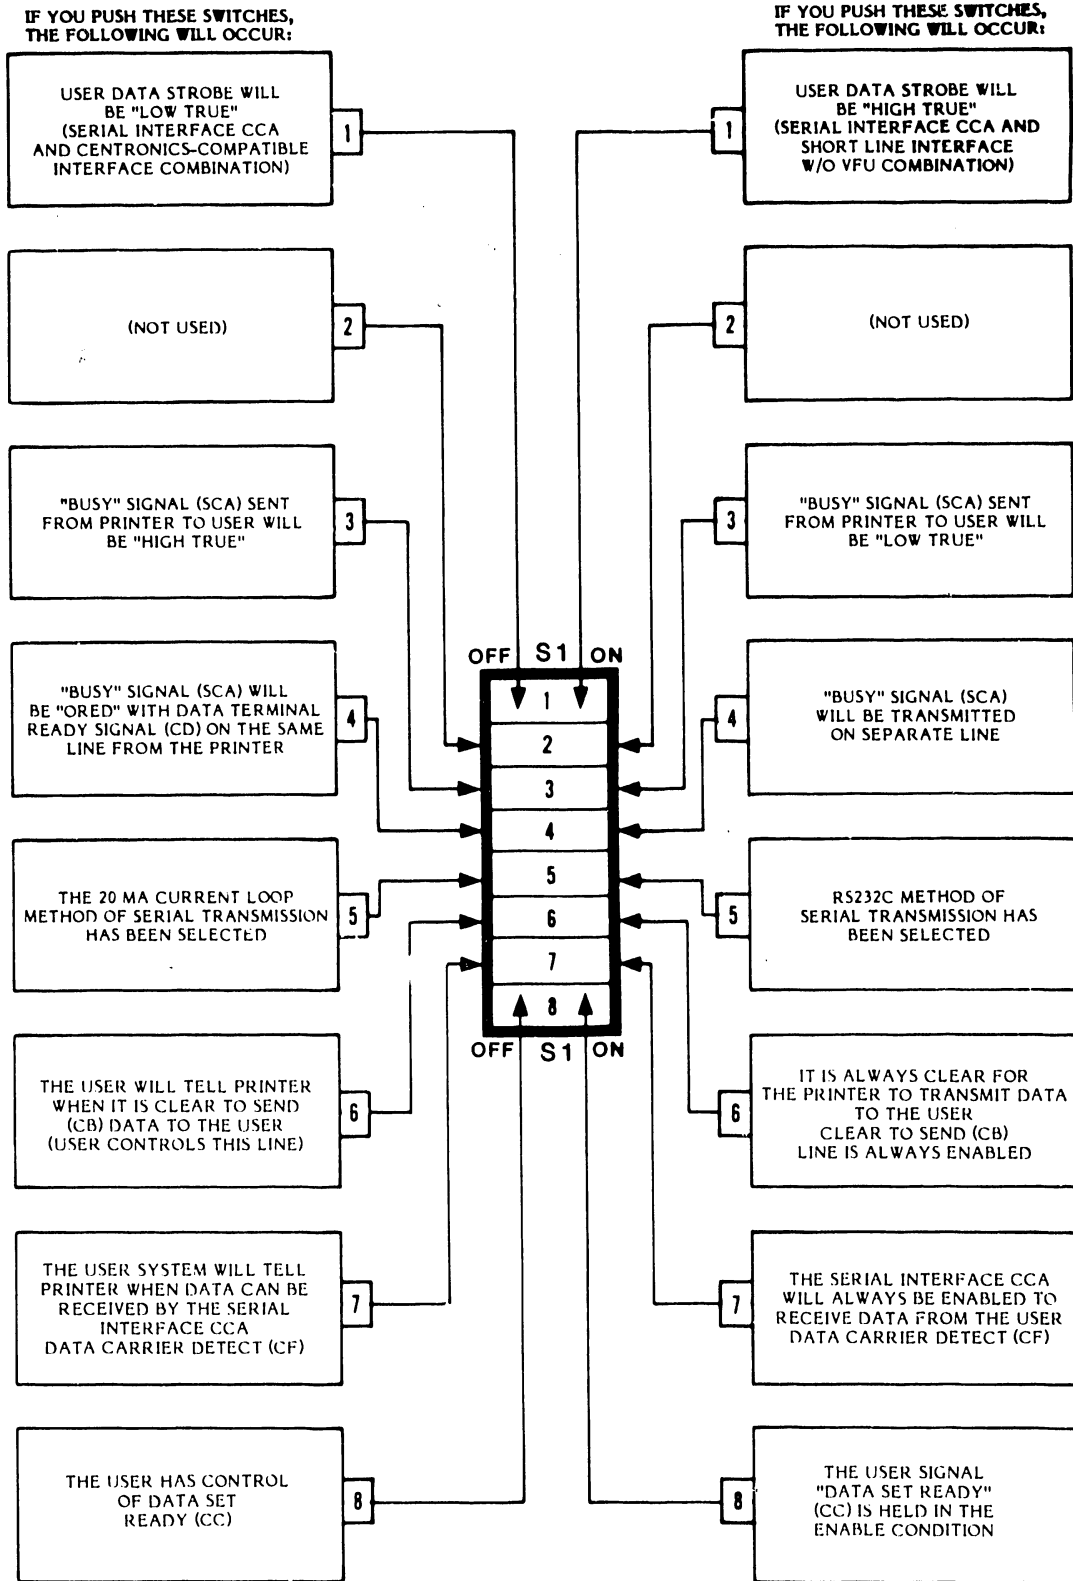 IF YOU PUSH THESE SWITCHES,
THE FOLLOWING WILL OCCUR:
USER DATA STROBE WILL
BE "LOW TRUE"
(SERIAL INTERFACE CCA
AND CENTRONICS-COMPATIBLE
INTERFACE COMBINATION)
1
(NOT USED)
2
"BUSY" SIGNAL (SCA) SENT
FROM PRINTER TO USER WILL
BE "HIGH TRUE"
3
"BUSY" SIGNAL (SCA) WILL
BE "ORED" WITH DATA TERMINAL
READY SIGNAL (CD) ON THE SAME
LINE FROM THE PRINTER
4
THE 20 MA CURRENT LOOP
METHOD OF SERIAL TRANSMISSION
HAS BEEN SELECTED
5
THE USER WILL TELL PRINTER
WHEN IT IS CLEAR TO SEND
(CB) DATA TO THE USER
(USER CONTROLS THIS LINE)
6
THE USER SYSTEM WILL TELL
PRINTER WHEN DATA CAN BE
RECEIVED BY THE SERIAL
INTERFACE CCA
DATA CARRIER DETECT (CF)
7
THE USER HAS CONTROL
OF DATA SET
READY (CC)
8
OFF S1 ON
1
2
3
4
5
6
7
8
OFF S1 ON
IF YOU PUSH THESE SWITCHES,
THE FOLLOWING WILL OCCUR:
1
USER DATA STROBE WILL
BE "HIGH TRUE"
(SERIAL INTERFACE CCA AND
SHORT LINE INTERFACE
W/O VFU COMBINATION)
2
(NOT USED)
3
"BUSY" SIGNAL (SCA) SENT
FROM PRINTER TO USER WILL
BE "LOW TRUE"
4
"BUSY" SIGNAL (SCA)
WILL BE TRANSMITTED
ON SEPARATE LINE
5
RS232C METHOD OF
SERIAL TRANSMISSION HAS
BEEN SELECTED
6
IT IS ALWAYS CLEAR FOR
THE PRINTER TO TRANSMIT DATA
TO THE USER
CLEAR TO SEND (CB)
LINE IS ALWAYS ENABLED
7
THE SERIAL INTERFACE CCA
WILL ALWAYS BE ENABLED TO
RECEIVE DATA FROM THE USER
DATA CARRIER DETECT (CF)
8
THE USER SIGNAL
"DATA SET READY"
(CC) IS HELD IN THE
ENABLE CONDITION